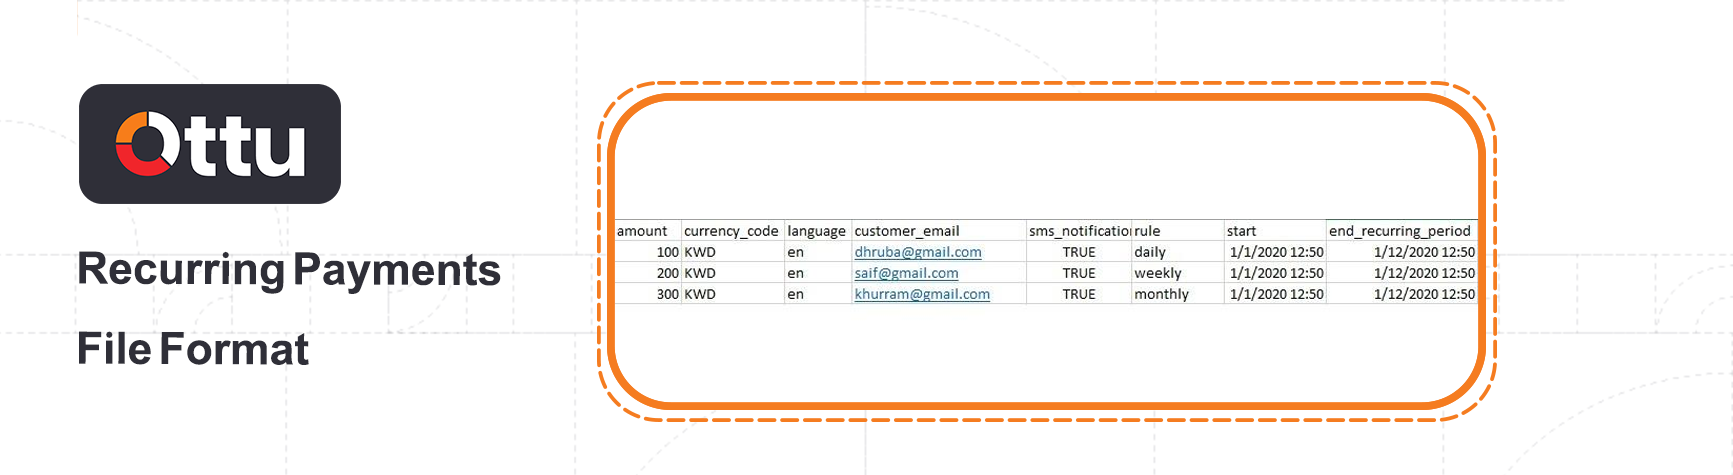 Ottu
Recurring Payments
File Format
amount currency_code language customer_email sms_notificatio rule start end_recurring_period
100 KWD en dhruba@gmail.com TRUE daily 1/1/2020 12:50 1/12/2020 12:50
200 KWD en saif@gmail.com TRUE weekly 1/1/2020 12:50 1/12/2020 12:50
300 KWD en khurram@gmail.com TRUE monthly 1/1/2020 12:50 1/12/2020 12:50